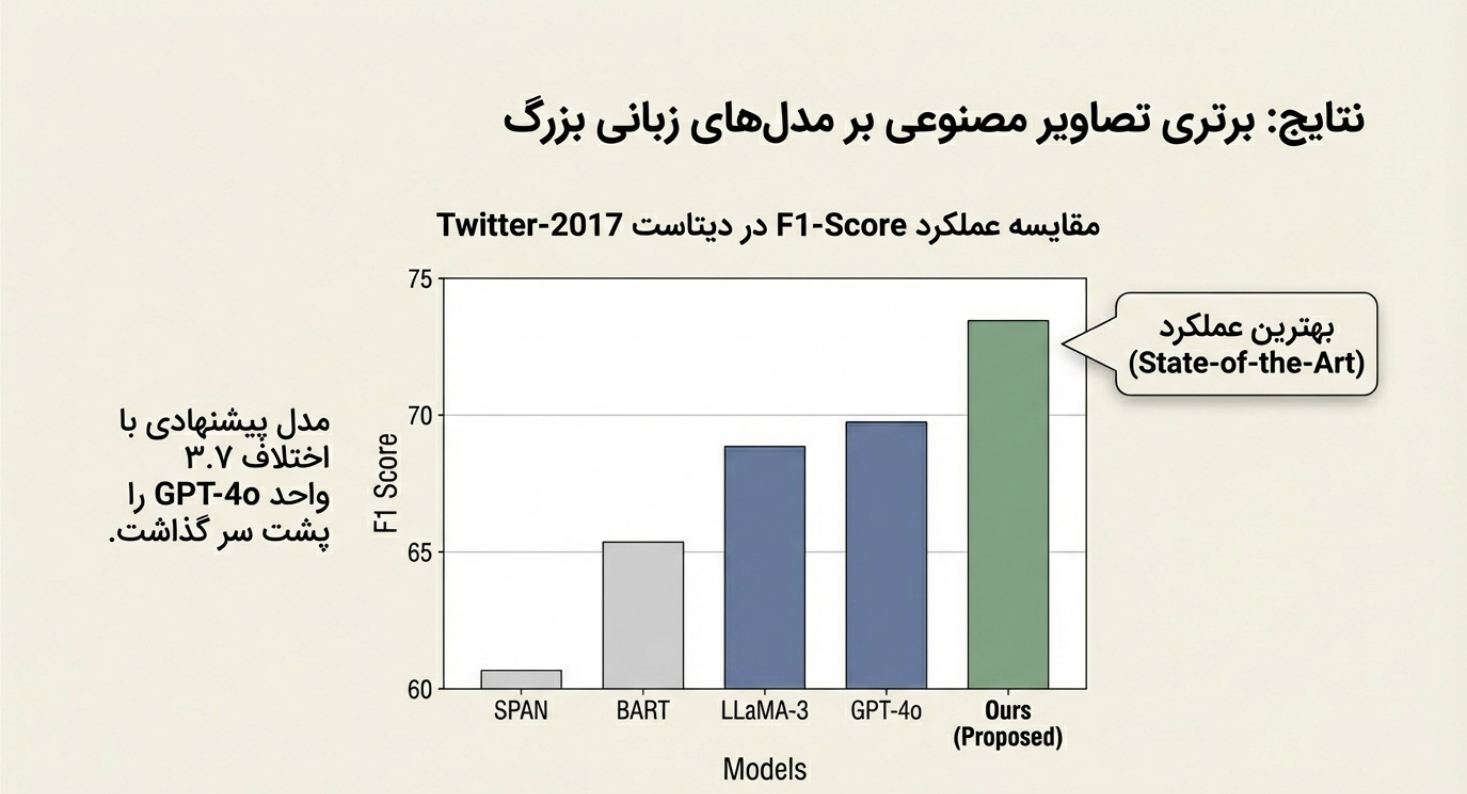 نتایج: برتری تصاویر مصنوعی بر مدل‌های زبانی بزرگ
مقایسه عملکرد F1-Score در دیتاست Twitter-2017
بهترین عملکرد
(State-of-the-Art)
مدل پیشنهادی با
اختلاف ۳.۷
واحد GPT-4o را
پشت سر گذاشت.
F1 Score
75
70
65
60
SPAN
BART
LLaMA-3
GPT-4o
Ours
(Proposed)
Models